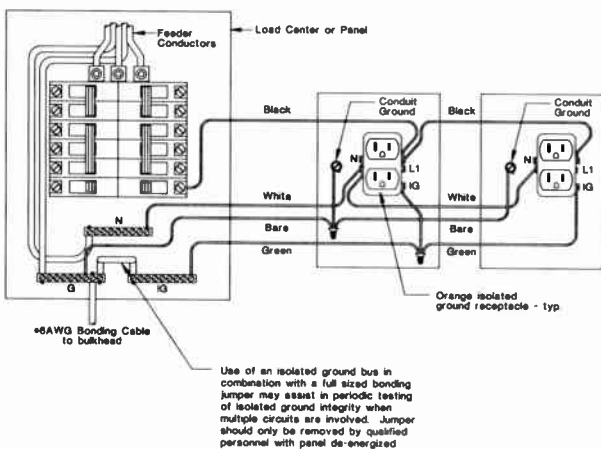 Feeder
Conductors
Load Center or Panel
Black
Conduit
Ground
Black
Conduit
Ground
N
L1
IG
N
L1
IG
White
White
N
Bare
Bare
Green
Green
G
IG
Orange isolated
ground receptacle - typ.
*6AWG Bonding Cable
to bulkhead
Use of an isolated ground bus in
combination with a full sized bonding
jumper may assist in periodic testing
of isolated ground integrity when
multiple circuits are involved. Jumper
should only be removed by qualified
personnel with panel de-energized